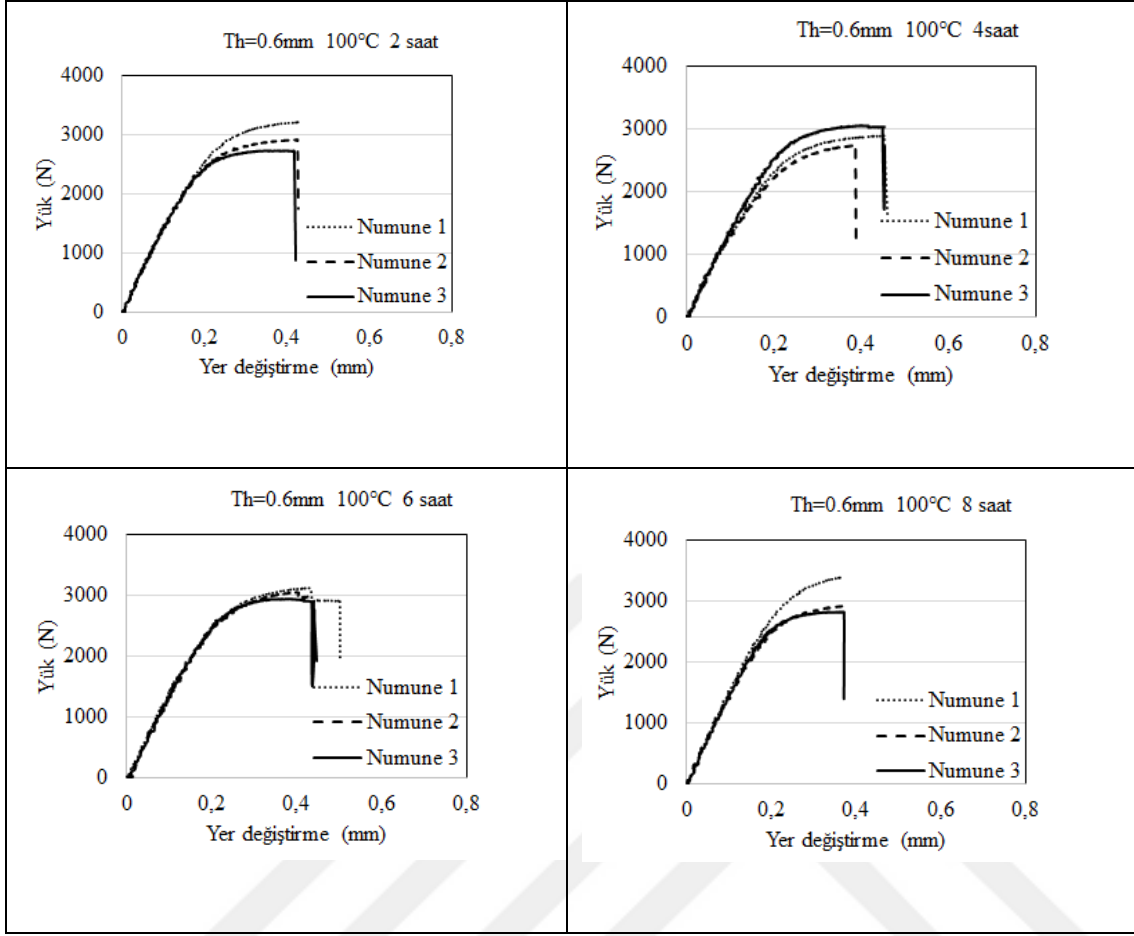 Th=0.6mm 100°C 2 saat
4000
3000
2000
1000
0
Yük (N)
Numune 1
Numune 2
Numune 3
0 0,2 0,4 0,6 0,8
Yer değiştirme (mm)
Th=0.6mm 100°C 4saat
4000
3000
2000
1000
0
Yük (N)
Numune 1
Numune 2
Numune 3
0 0,2 0,4 0,6 0,8
Yer değiştirme (mm)
Th=0.6mm 100°C 6 saat
4000
3000
2000
1000
0
Yük (N)
Numune 1
Numune 2
Numune 3
0 0,2 0,4 0,6 0,8
Yer değiştirme (mm)
Th=0.6mm 100°C 8 saat
4000
3000
2000
1000
0
Yük (N)
Numune 1
Numune 2
Numune 3
0 0,2 0,4 0,6 0,8
Yer değiştirme (mm)